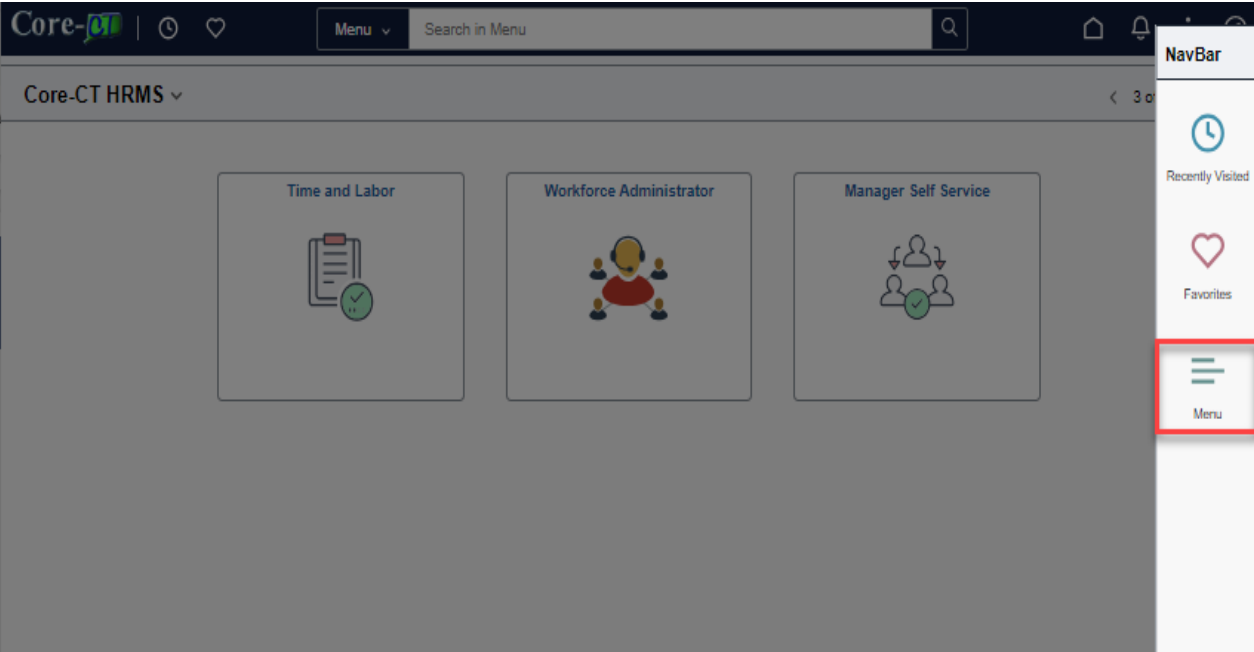 Core-CT
Menu
Search in Menu
NavBar
Core-CT HRMS
3 o
Recently Visited
Time and Labor
Workforce Administrator
Manager Self Service
Favorites
Menu